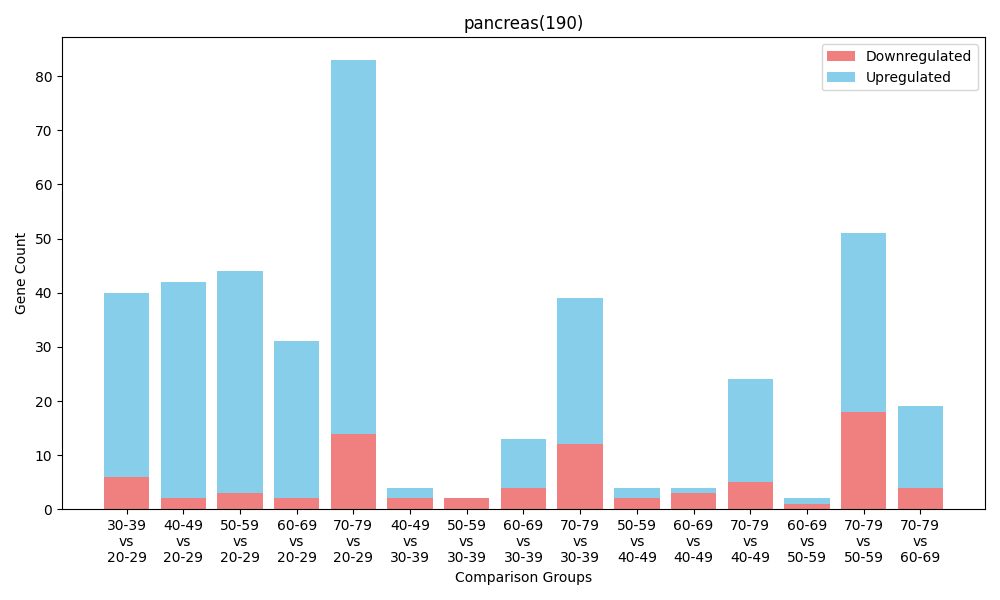 pancreas(190)
Downregulated
Upregulated
Gene Count
80
70
60
50
40
30
20
10
0
30-39
vs
20-29
40-49
vs
20-29
50-59
vs
20-29
60-69
vs
20-29
70-79
vs
20-29
40-49
vs
30-39
50-59
vs
30-39
60-69
vs
30-39
70-79
vs
30-39
50-59
vs
40-49
60-69
vs
40-49
70-79
vs
40-49
60-69
vs
50-59
70-79
vs
50-59
70-79
vs
60-69
Comparison Groups